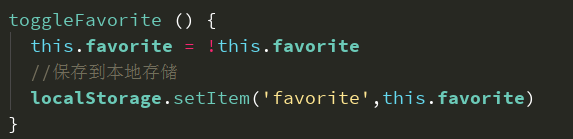 toggleFavorite () {
this.favorite = !this.favorite
//保存到本地存储
localStorage.setItem('favorite',this.favorite)
}